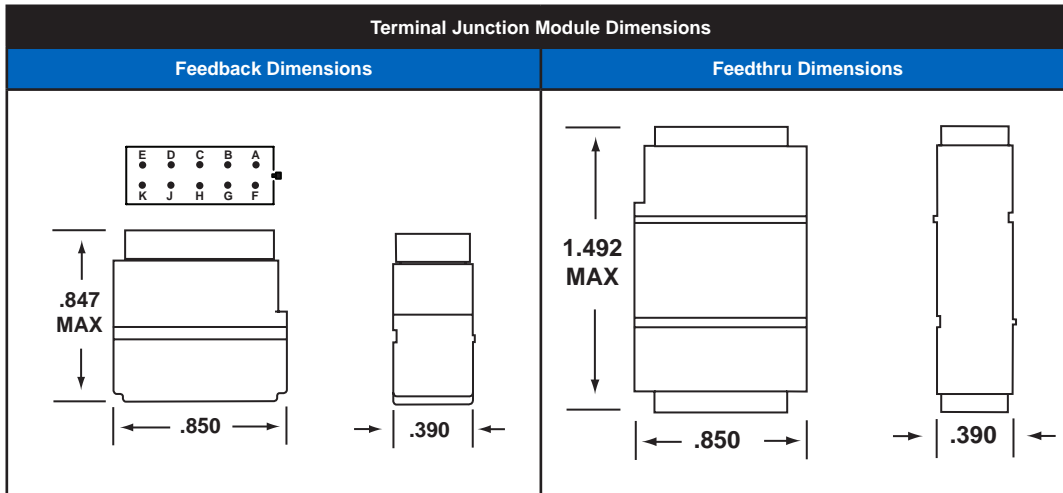 Terminal Junction Module Dimensions
Feedback Dimensions
Feedthru Dimensions
E D C B A
K J H G F
.847
MAX
.850
.390
1.492
MAX
.850
.390